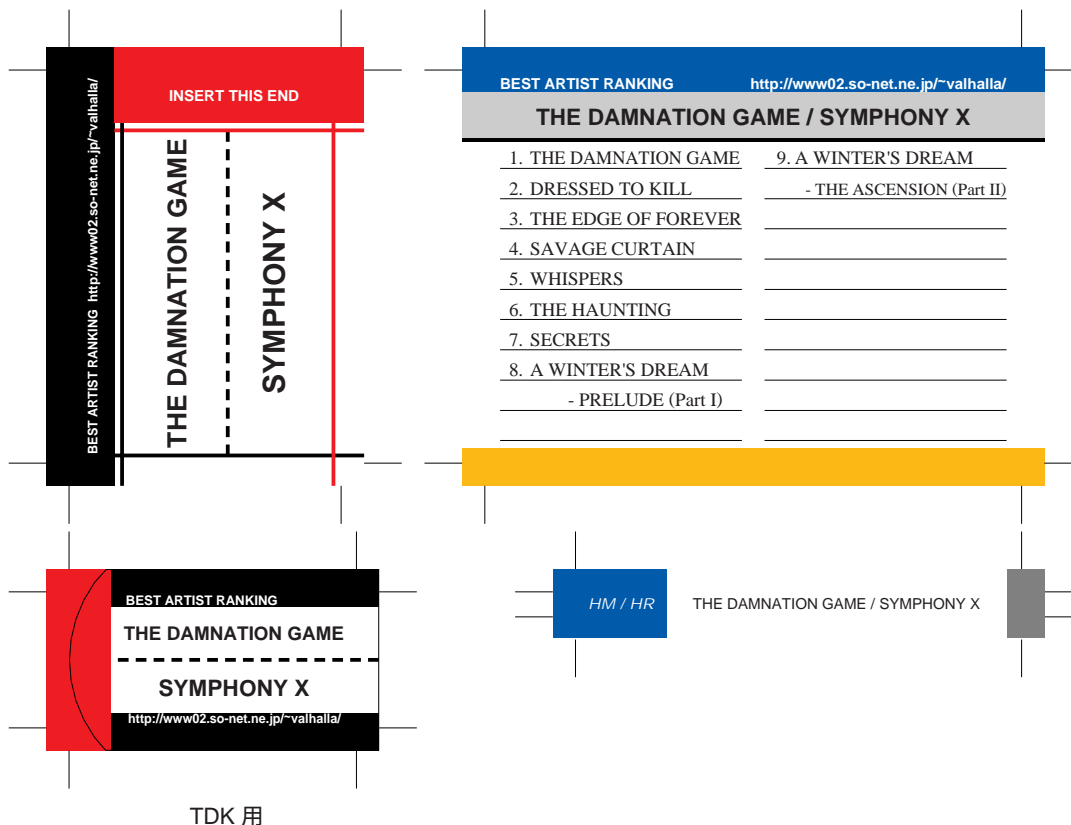 INSERT THIS END
BEST ARTIST RANKING http://www02.so-net.ne.jp/~valhalla/
THE DAMNATION GAME
SYMPHONY X
BEST ARTIST RANKING http://www02.so-net.ne.jp/~valhalla/
THE DAMNATION GAME / SYMPHONY X
1. THE DAMNATION GAME
2. DRESSED TO KILL
3. THE EDGE OF FOREVER
4. SAVAGE CURTAIN
5. WHISPERS
6. THE HAUNTING
7. SECRETS
8. A WINTER'S DREAM
- PRELUDE (Part I)
9. A WINTER'S DREAM
- THE ASCENSION (Part II)
BEST ARTIST RANKING
THE DAMNATION GAME
SYMPHONY X
http://www02.so-net.ne.jp/~valhalla/
TDK 用
HM / HR
THE DAMNATION GAME / SYMPHONY X